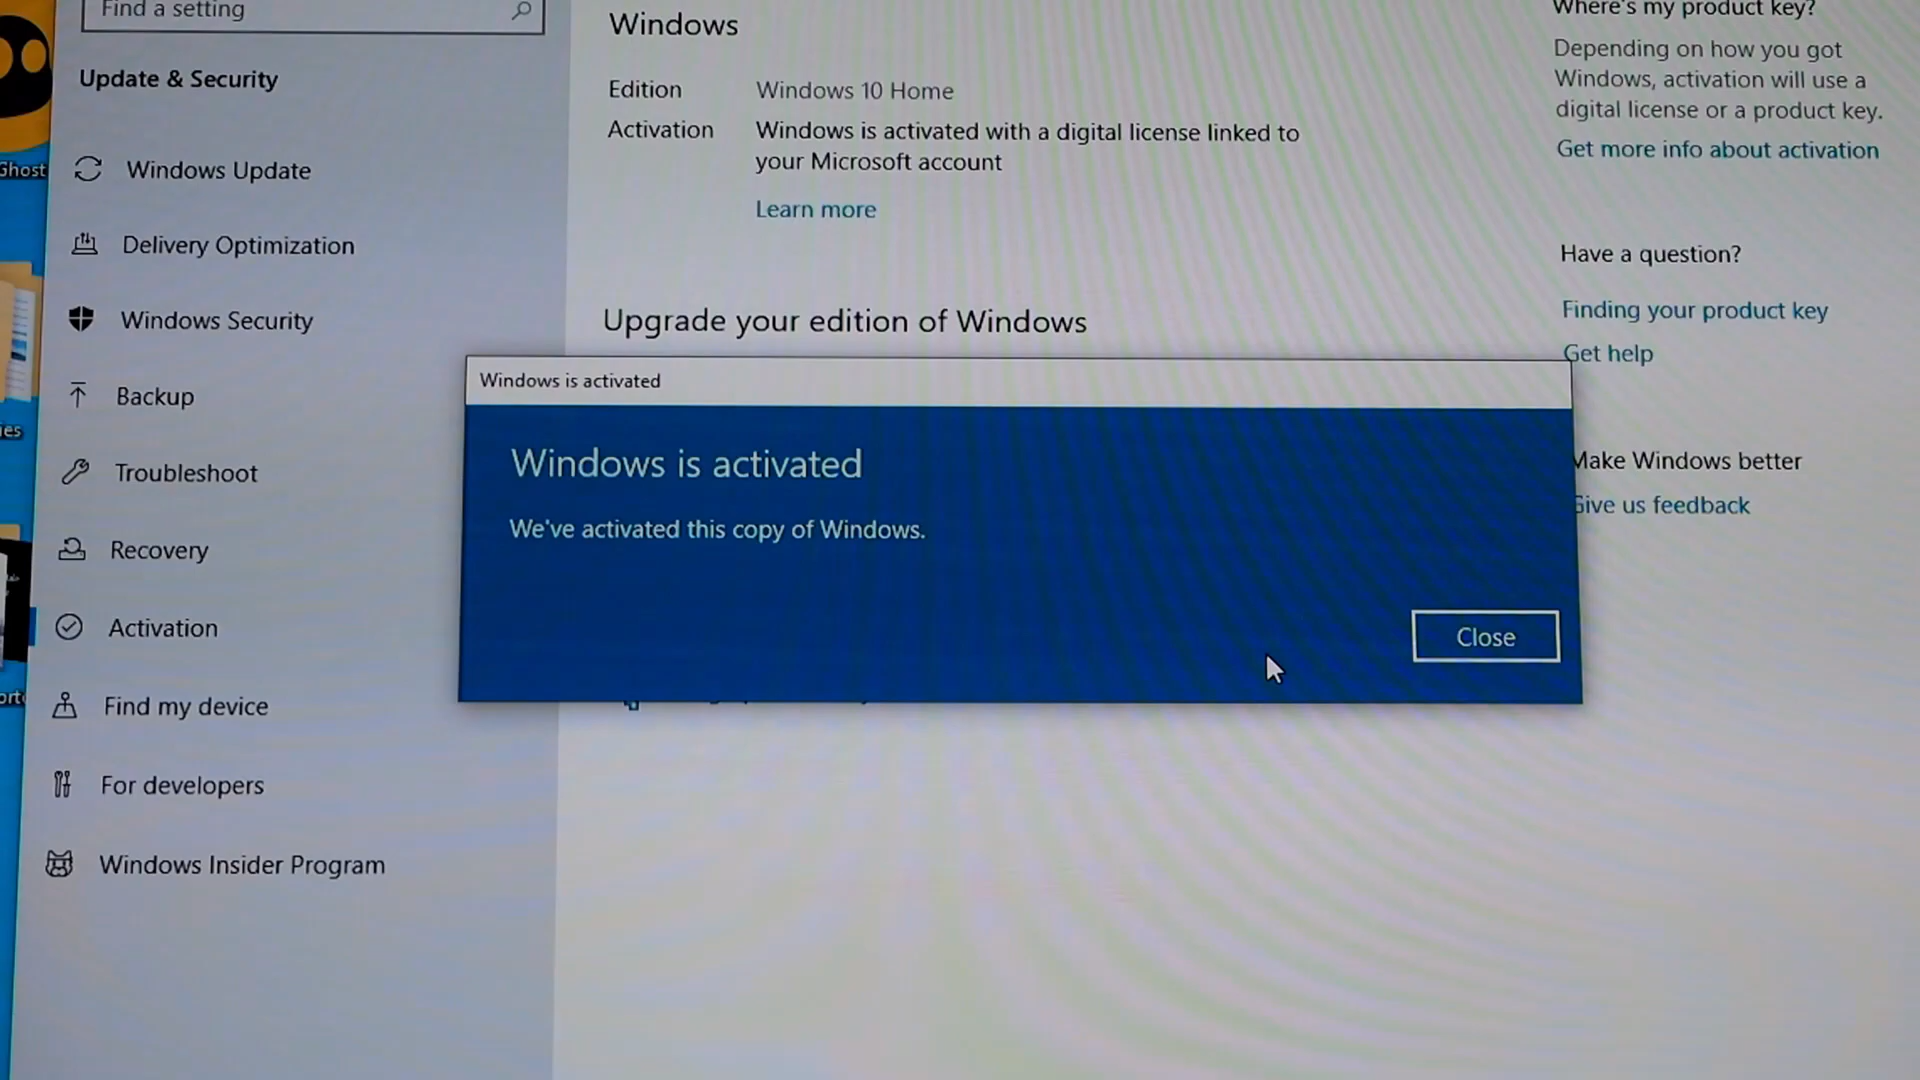 Find a setting
Update & Security
Windows Update
Delivery Optimization
Windows Security
Backup
Troubleshoot
Recovery
Activation
Find my device
For developers
Windows Insider Program
Ghost
Windows
Edition Windows 10 Home
Activation Windows is activated with a digital license linked to
your Microsoft account
Learn more
Upgrade your edition of Windows
Windows is activated
Windows is activated
We've activated this copy of Windows.
Close
Where's my product key?
Depending on how you got
Windows, activation will use a
digital license or a product key.
Get more info about activation
Have a question?
Finding your product key
Get help
Make Windows better
Give us feedback